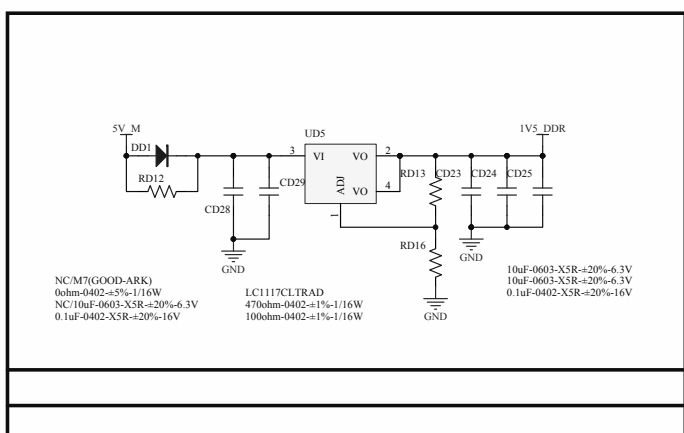 5V_M
DD1
RD12
CD28
CD29
GND
UD5
3
VI
VO
2
ADJ
VO
4
1
RD13
CD23
CD24
CD25
1V5_DDR
RD16
GND
GND
NC/M7(GOOD-ARK)
0ohm-0402-±5%-1/16W
NC/10uF-0603-X5R-±20%-6.3V
0.1uF-0402-X5R-±20%-16V
LC1117CLTRAD
470ohm-0402-±1%-1/16W
100ohm-0402-±1%-1/16W
10uF-0603-X5R-±20%-6.3V
10uF-0603-X5R-±20%-6.3V
0.1uF-0402-X5R-±20%-16V